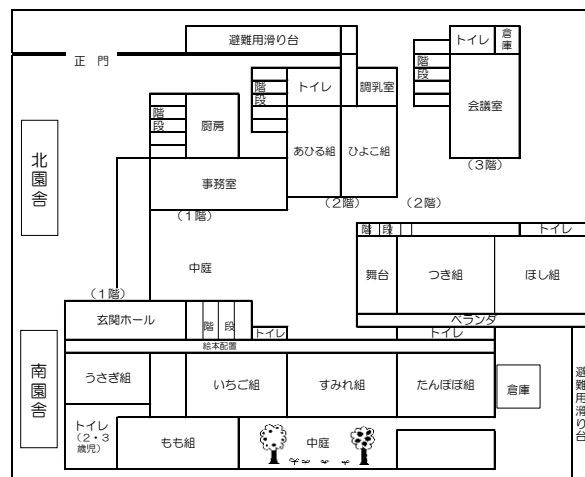 避難用滑り台
正 門
トイレ
倉庫
階段
会議室
(3階)
階段
トイレ
調乳室
あひる組
ひよこ組
(2階)
階段
厨房
事務室
(1階)
北園舎
(2階)
階段
トイレ
舞台
つき組
ほし組
ベランダ
中庭
(1階)
玄関ホール
階段
トイレ
トイレ
絵本配置
南園舎
うさぎ組
いちご組
すみれ組
たんぽぽ組
倉庫
避難用滑り台
トイレ
(2・3
歳児)
もも組
中庭